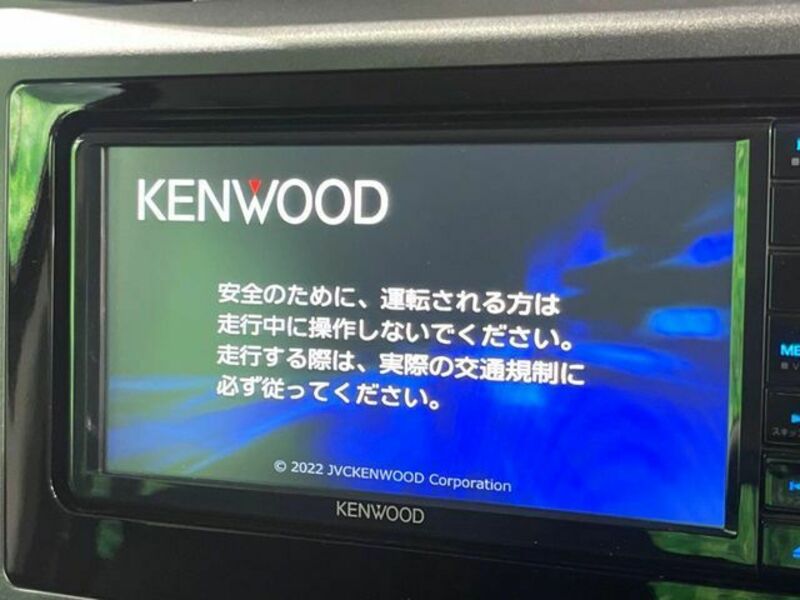 KENWOOD
安全のために、運転される方は
走行中に操作しないでください。
走行する際は、実際の交通規制に
必ず従ってください。
© 2022 JVCKENWOOD Corporation
KENWOOD